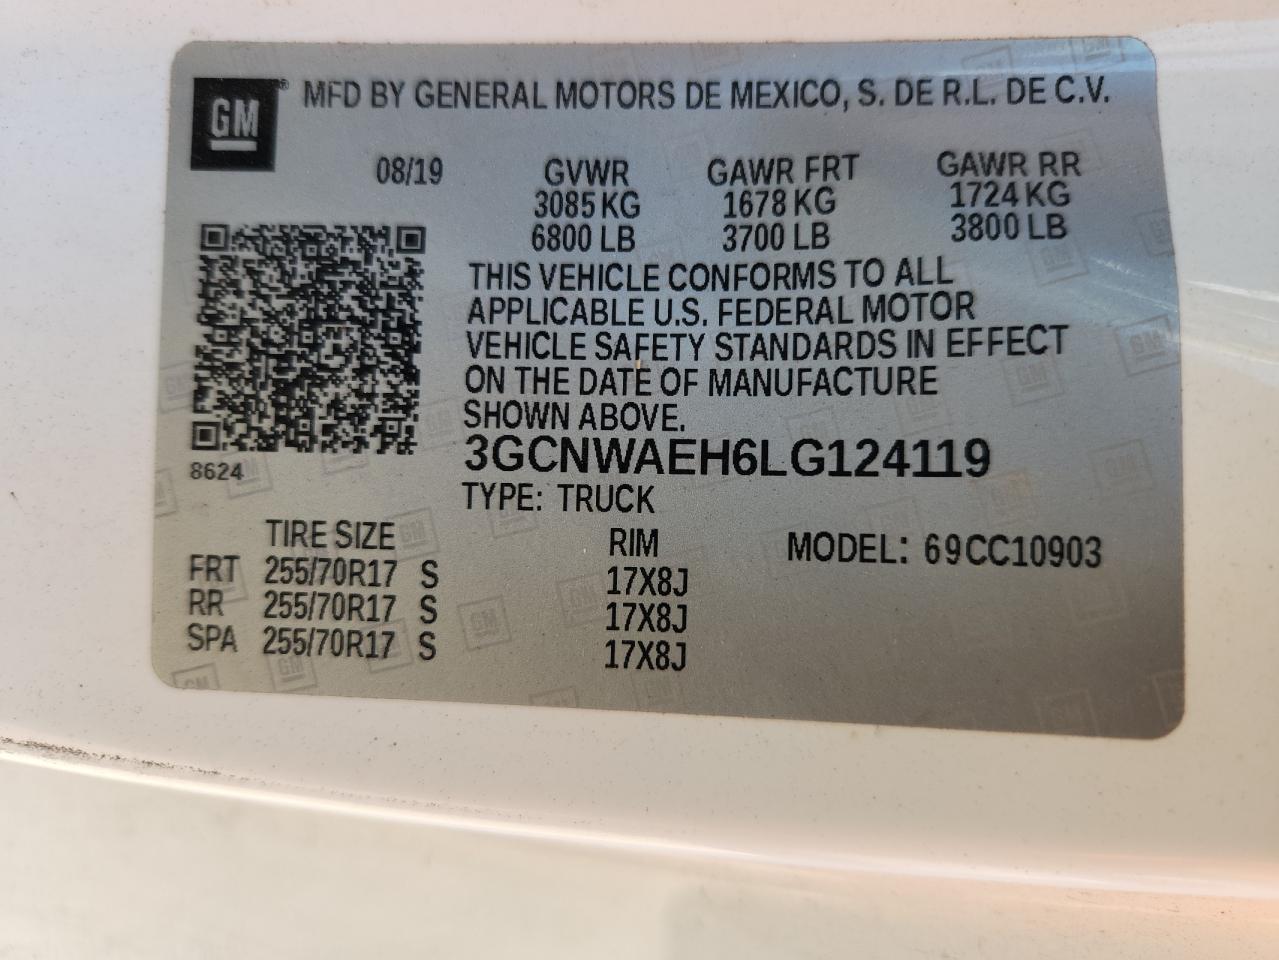 GM® MFD BY GENERAL MOTORS DE MEXICO, S. DE R.L. DE C.V.
08/19 GVWR GAWR FRT GAWR RR
3085 KG 1678 KG 1724 KG
6800 LB 3700 LB 3800 LB
THIS VEHICLE CONFORMS TO ALL
APPLICABLE U.S. FEDERAL MOTOR
VEHICLE SAFETY STANDARDS IN EFFECT
ON THE DATE OF MANUFACTURE
SHOWN ABOVE.
8624
3GCNWAEH6LG124119
TYPE: TRUCK
TIRE SIZE RIM MODEL: 69CC10903
FRT 255/70R17 S 17X8J
RR 255/70R17 S 17X8J
SPA 255/70R17 S 17X8J